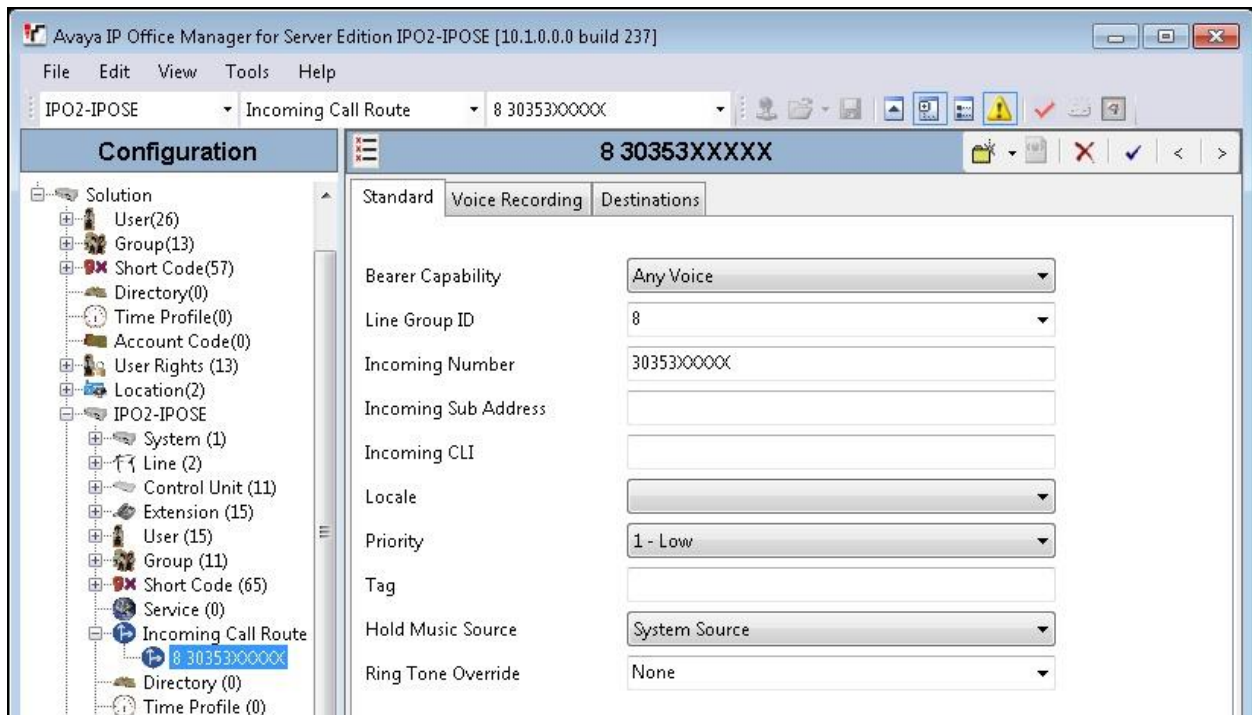 Avaya IP Office Manager for Server Edition IPO2-IPOSE [10.1.0.0.0 build 237]
File Edit View Tools Help
IPO2-IPOSE Incoming Call Route 8 30353XXXXX
Configuration
8 30353XXXXX
Solution
User(26)
Group(13)
Short Code(57)
Directory(0)
Time Profile(0)
Account Code(0)
User Rights (13)
Location(2)
IPO2-IPOSE
System (1)
Line (2)
Control Unit (11)
Extension (15)
User (15)
Group (11)
Short Code (65)
Service (0)
Incoming Call Route
8 30353XXXXX
Directory (0)
Time Profile (0)
Standard Voice Recording Destinations
Bearer Capability Any Voice
Line Group ID 8
Incoming Number 30353XXXXX
Incoming Sub Address
Incoming CLI
Locale
Priority 1 - Low
Tag
Hold Music Source System Source
Ring Tone Override None